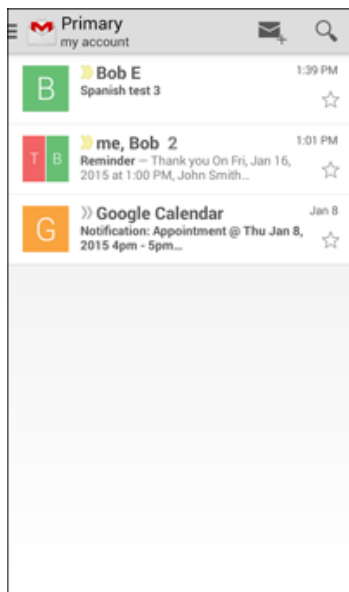 Primary
my account
B
Bob E 1:39 PM
Spanish test 3
T B
me, Bob 2 1:01 PM
Reminder – Thank you On Fri, Jan 16,
2015 at 1:00 PM, John Smith...
G
Google Calendar Jan 8
Notification: Appointment @ Thu Jan 8,
2015 4pm - 5pm...